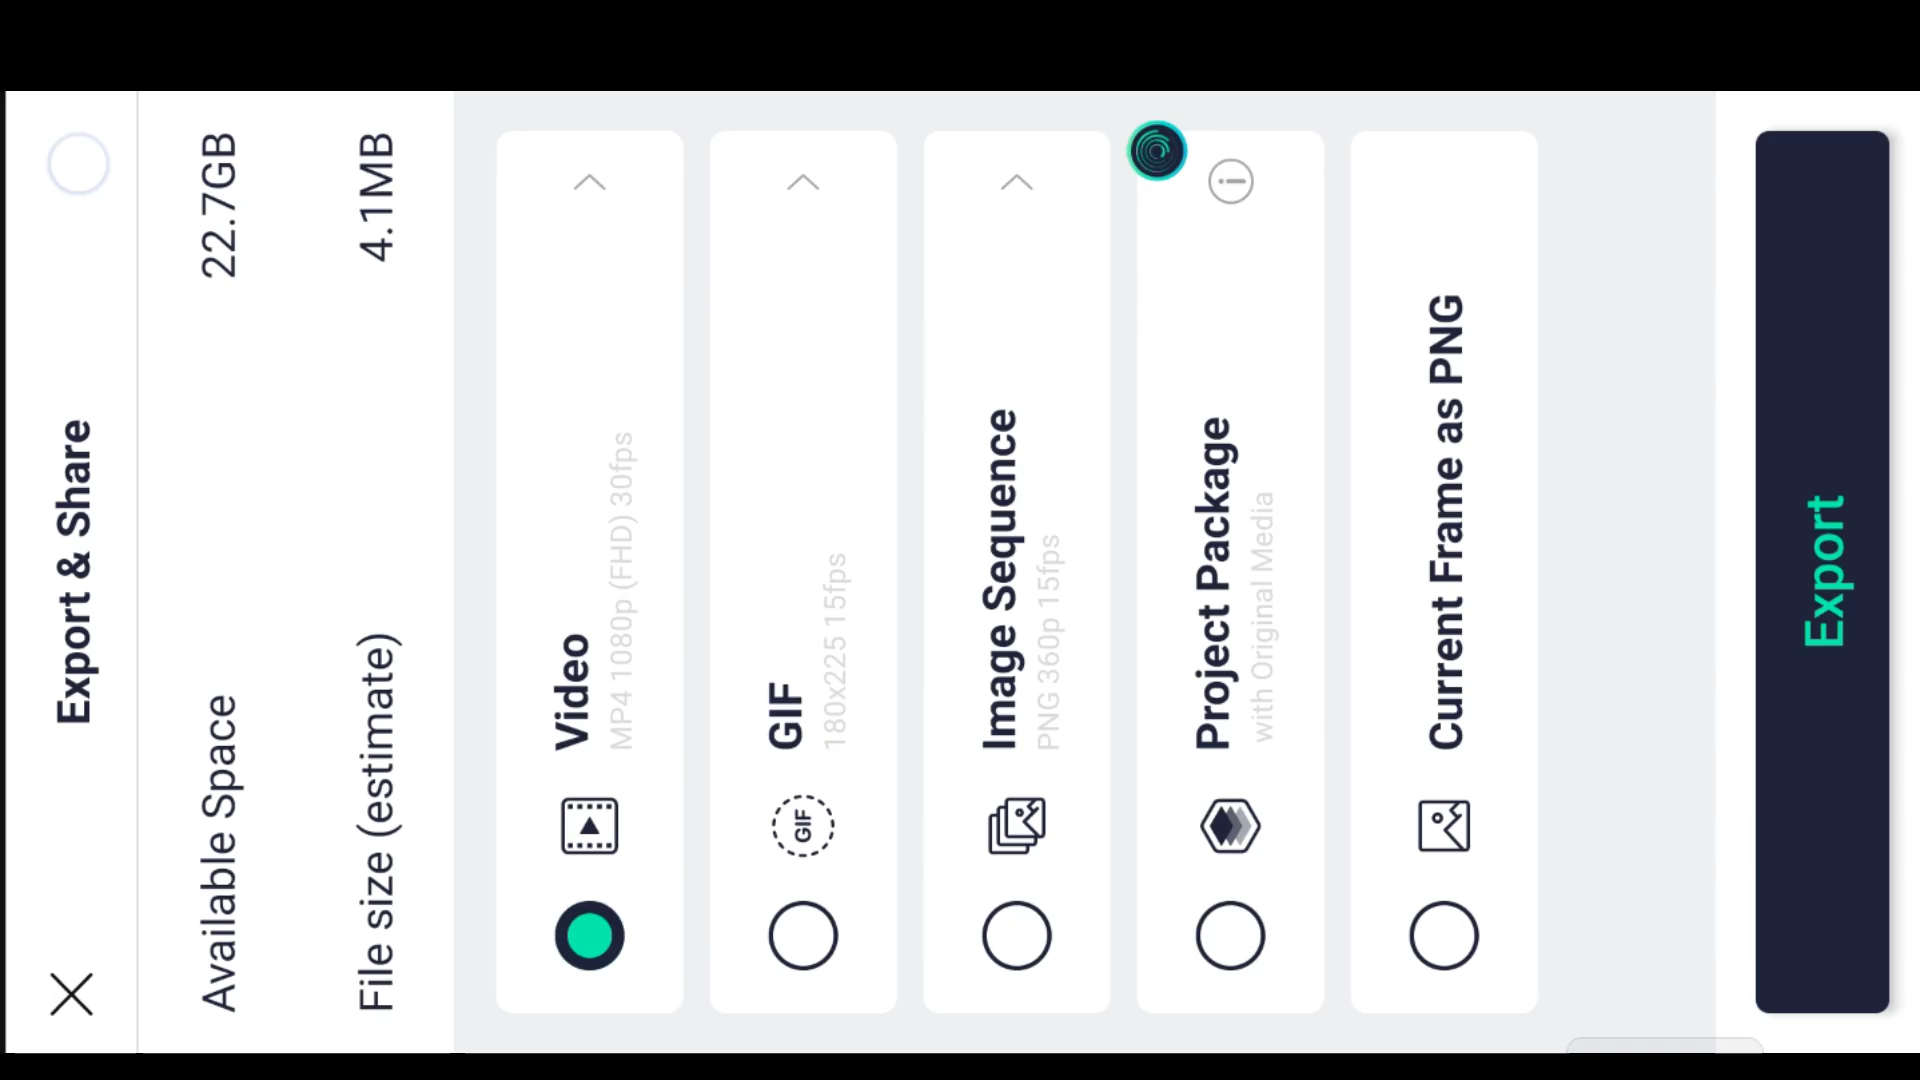 Export & Share
Available Space 22.7GB
File size (estimate) 4.1MB
Video
MP4 1080p (FHD) 30fps
GIF
GIF
180x225 15fps
Image Sequence
PNG 360p 15fps
Project Package
with Original Media
Current Frame as PNG
Export